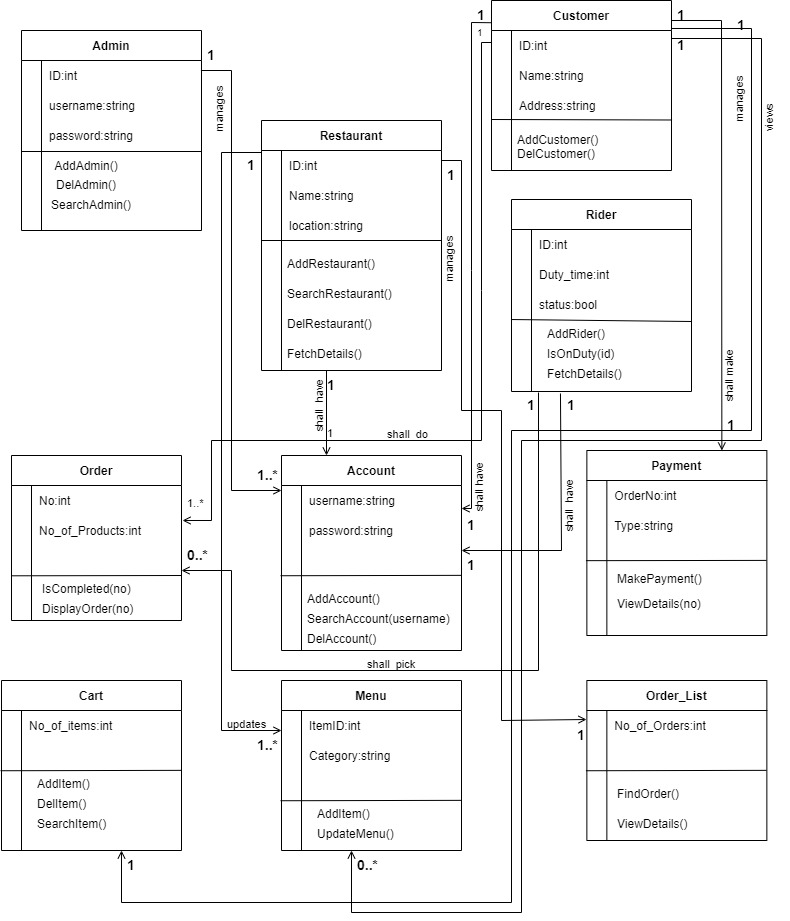 Admin
ID:int
username:string
password:string
AddAdmin()
DelAdmin()
SearchAdmin()
1
manages
Restaurant
ID:int
Name:string
location:string
AddRestaurant()
SearchRestaurant()
DelRestaurant()
FetchDetails()
1
1
manages
1
shall have
1
Customer
ID:int
Name:string
Address:string
AddCustomer()
DelCustomer()
1
1
1
1
1
manages
views
Rider
ID:int
Duty_time:int
status:bool
AddRider()
IsOnDuty(id)
FetchDetails()
1
1
shall make
1
shall do
shall have
shall have
Order
No:int
No_of_Products:int
IsCompleted(no)
DisplayOrder(no)
1..*
1..*
0..*
Account
username:string
password:string
AddAccount()
SearchAccount(username)
DelAccount()
1
1
Payment
OrderNo:int
Type:string
MakePayment()
ViewDetails(no)
shall pick
Cart
No_of_items:int
AddItem()
DelItem()
SearchItem()
1
updates
1..*
Menu
ItemID:int
Category:string
AddItem()
UpdateMenu()
0..*
1
Order_List
No_of_Orders:int
FindOrder()
ViewDetails()